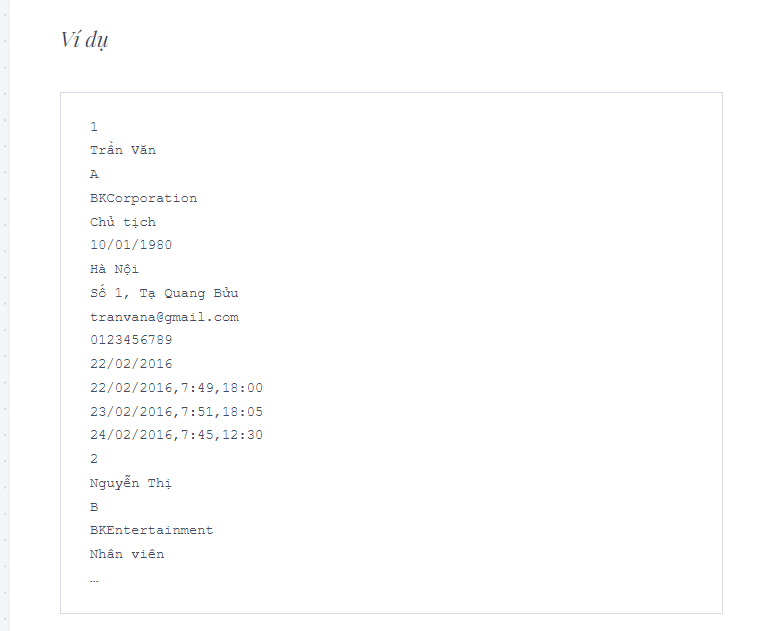 Ví dụ
1
Trần Văn
A
BKCorporation
Chủ tịch
10/01/1980
Hà Nội
Số 1, Tạ Quang Bửu
tranvana@gmail.com
0123456789
22/02/2016
22/02/2016,7:49,18:00
23/02/2016,7:51,18:05
24/02/2016,7:45,12:30
2
Nguyễn Thị
B
BKEntertainment
Nhân viên
…